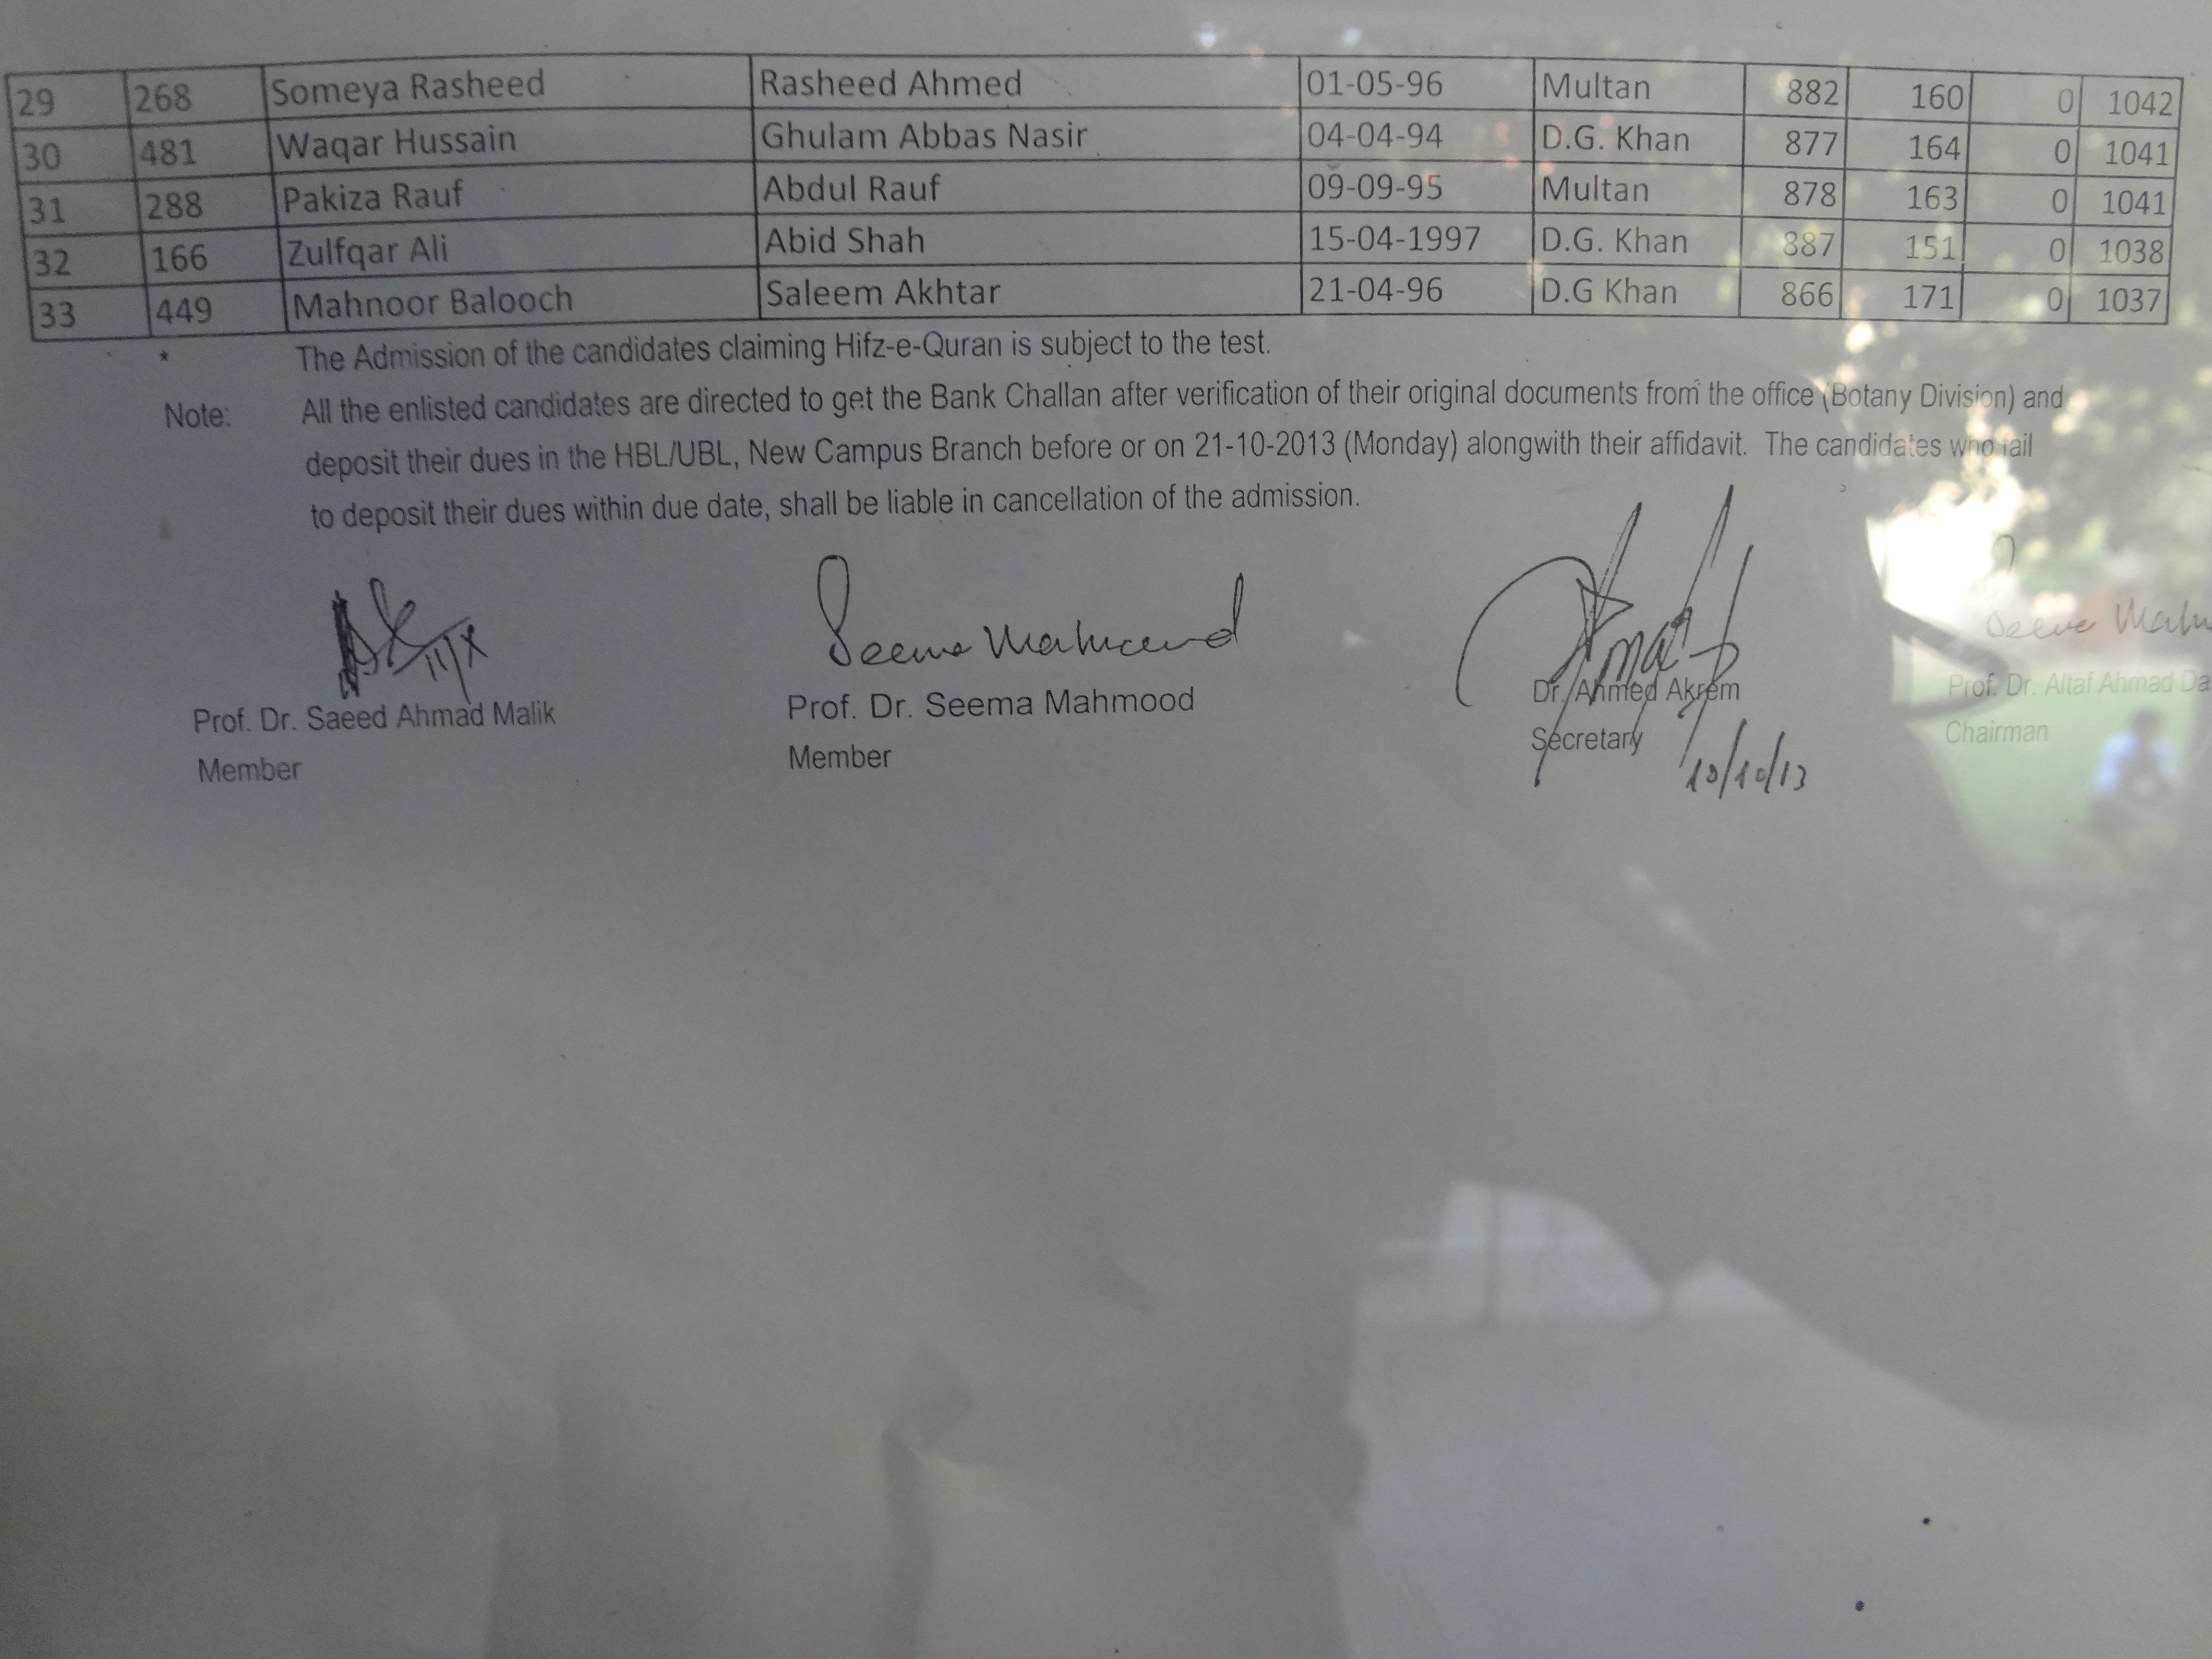 29 268 Someya Rasheed Rasheed Ahmed 01-05-96 Multan 882 160 0 1042
30 481 Waqar Hussain Ghulam Abbas Nasir 04-04-94 D.G. Khan 877 164 0 1041
31 288 Pakiza Rauf Abdul Rauf 09-09-95 Multan 878 163 0 1041
32 166 Zulfqar Ali Abid Shah 15-04-1997 D.G. Khan 887 151 0 1038
33 449 Mahnoor Balooch Saleem Akhtar 21-04-96 D.G Khan 866 171 0 1037
* The Admission of the candidates claiming Hifz-e-Quran is subject to the test.
Note: All the enlisted candidates are directed to get the Bank Challan after verification of their original documents from the office (Botany Division) and
deposit their dues in the HBL/UBL, New Campus Branch before or on 21-10-2013 (Monday) alongwith their affidavit. The candidates who fail
to deposit their dues within due date, shall be liable in cancellation of the admission.
Seema Mahmood
Prof. Dr. Saeed Ahmad Malik Prof. Dr. Seema Mahmood Dr. Ahmed Akrem Prof. Dr. Altaf Ahmad Da
Member Member Secretary Chairman
10/10/13